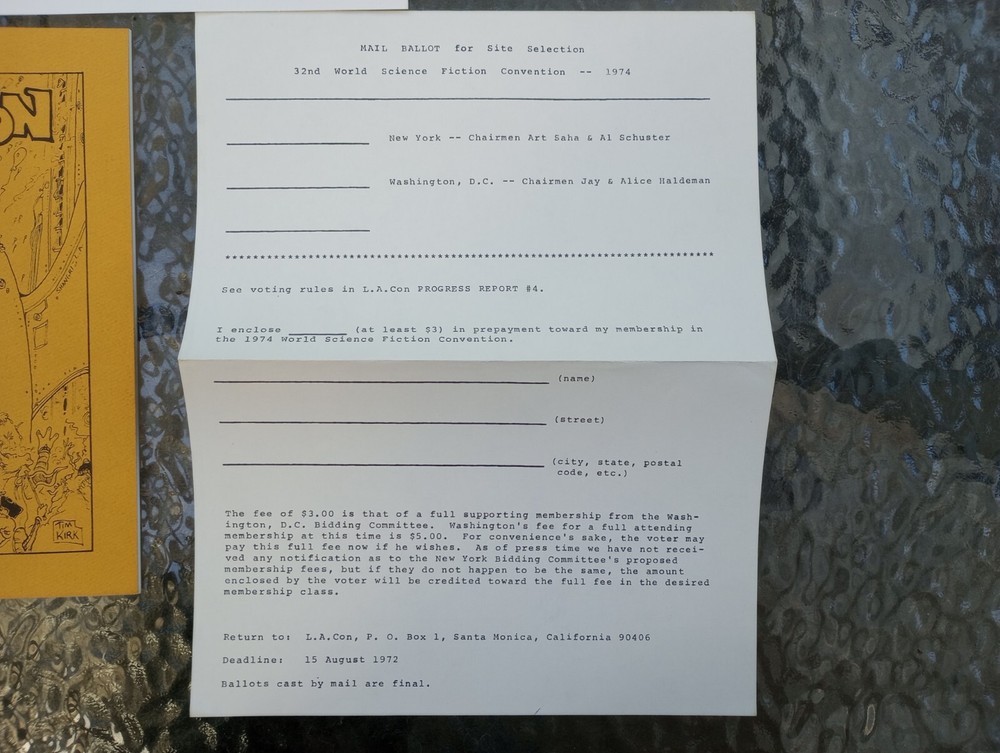 ON
TIM
KIRK
MAIL BALLOT for Site Selection
32nd World Science Fiction Convention -- 1974
New York -- Chairmen Art Saha & Al Schuster
Washington, D.C. -- Chairmen Jay & Alice Haldeman
*********************************************************************************
See voting rules in L.A.Con PROGRESS REPORT #4.
I enclose ________ (at least $3) in prepayment toward my membership in
the 1974 World Science Fiction Convention.
(name)
(street)
(city, state, postal
code, etc.)
The fee of $3.00 is that of a full supporting membership from the Wash-
ington, D.C. Bidding Committee. Washington's fee for a full attending
membership at this time is $5.00. For convenience's sake, the voter may
pay this full fee now if he wishes. As of press time we have not recei-
ved any notification as to the New York Bidding Committee's proposed
membership fees, but if they do not happen to be the same, the amount
enclosed by the voter will be credited toward the full fee in the desired
membership class.
Return to: L.A.Con, P. O. Box 1, Santa Monica, California 90406
Deadline: 15 August 1972
Ballots cast by mail are final.